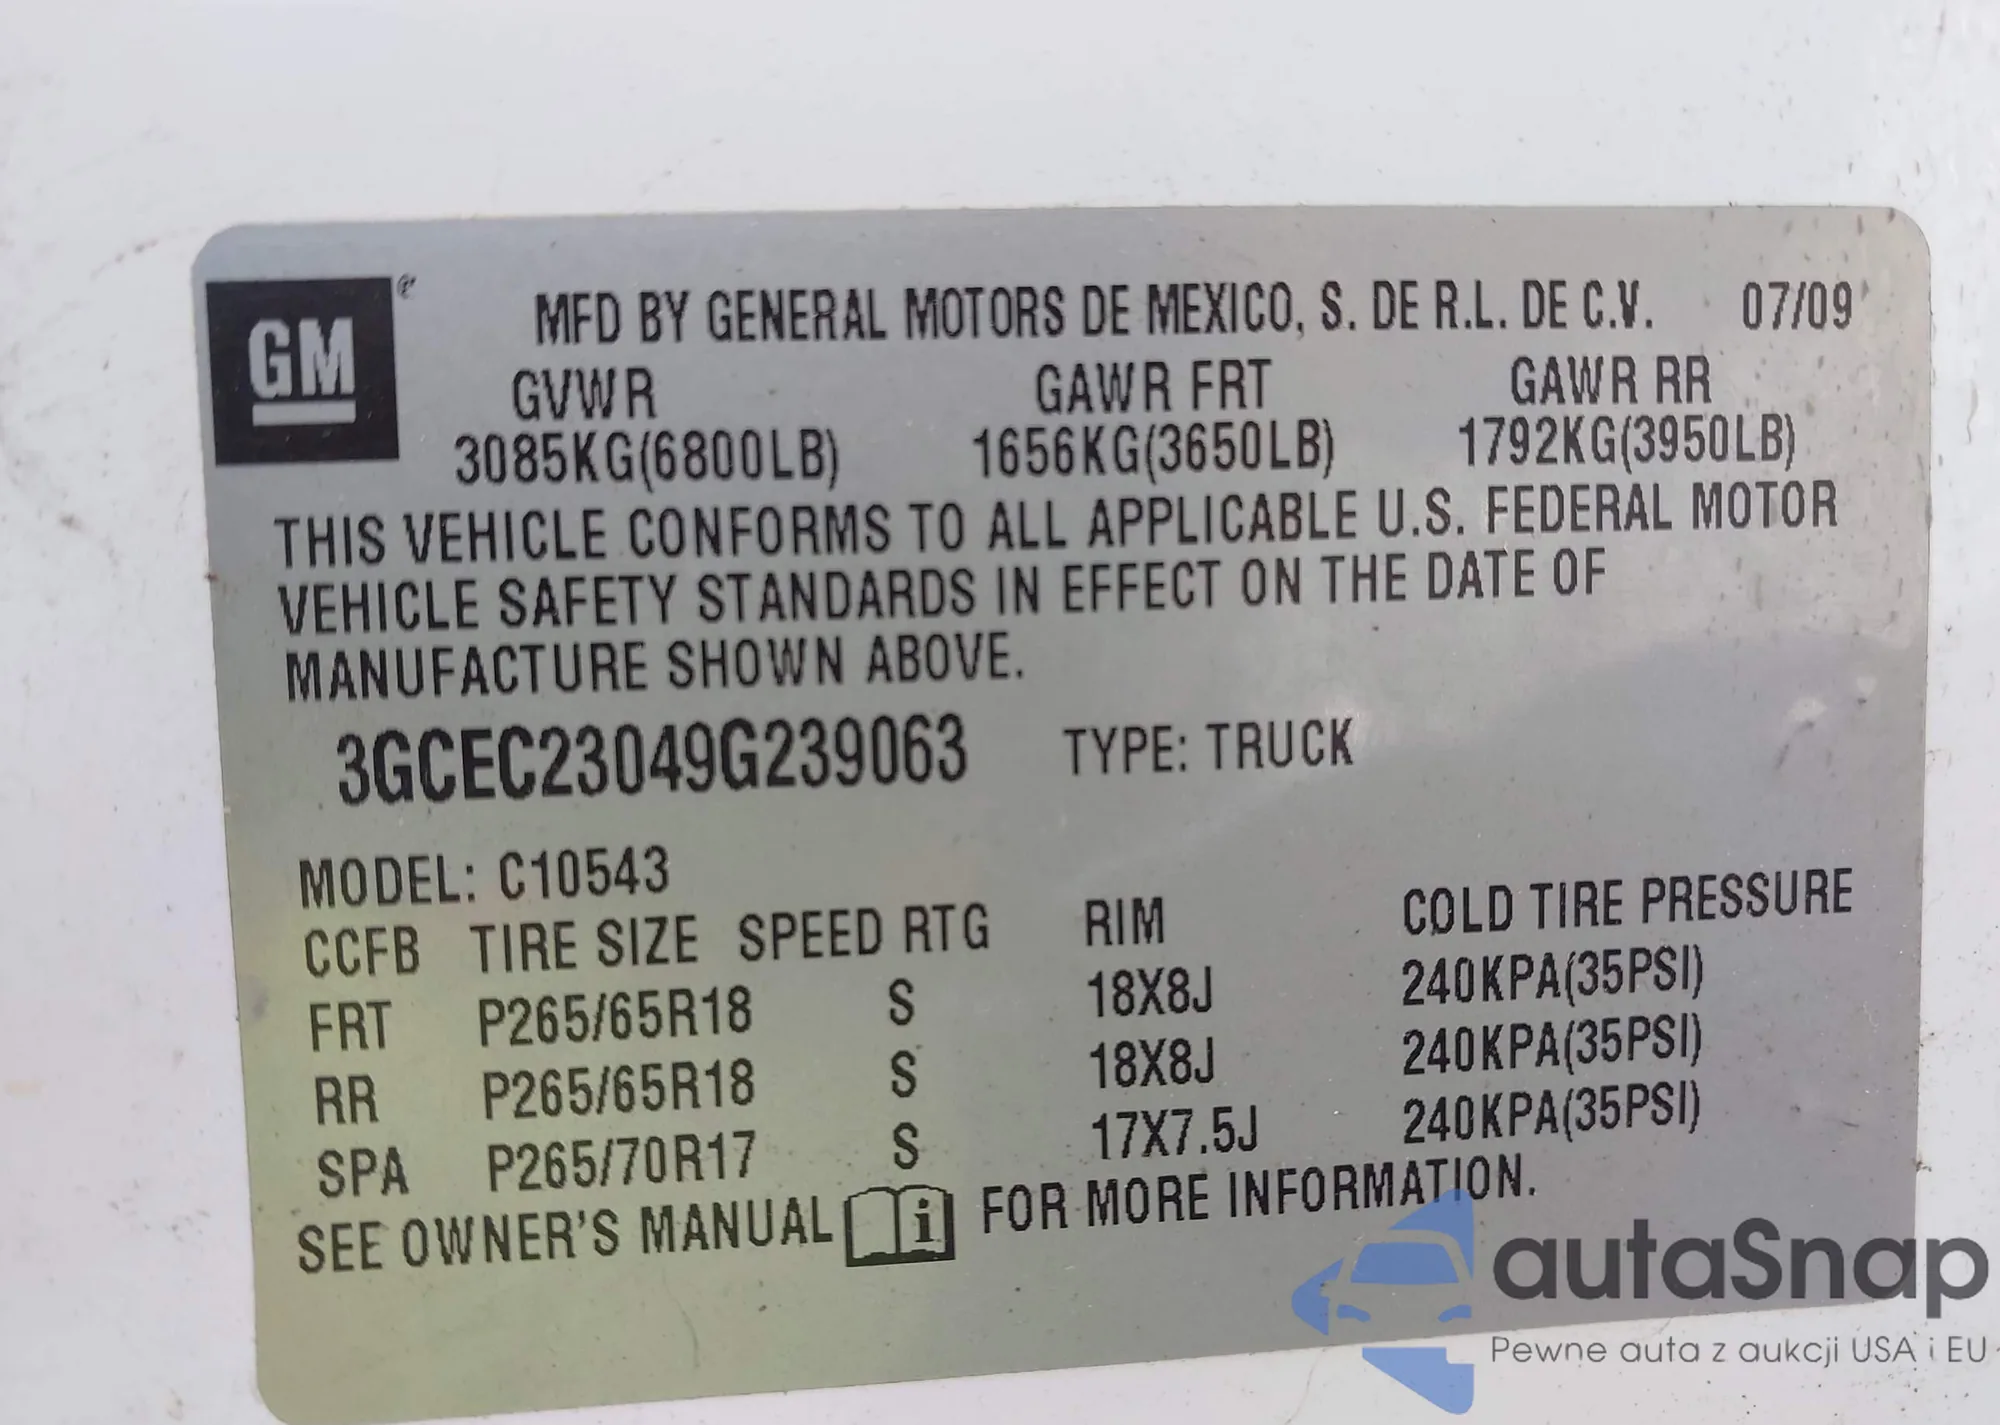 GM®
MFD BY GENERAL MOTORS DE MEXICO, S. DE R.L. DE C.V. 07/09
GVWR GAWR FRT GAWR RR
3085KG(6800LB) 1656KG(3650LB) 1792KG(3950LB)
THIS VEHICLE CONFORMS TO ALL APPLICABLE U.S. FEDERAL MOTOR
VEHICLE SAFETY STANDARDS IN EFFECT ON THE DATE OF
MANUFACTURE SHOWN ABOVE.
3GCEC23049G239063 TYPE: TRUCK
MODEL: C10543
CCFB TIRE SIZE SPEED RTG RIM COLD TIRE PRESSURE
FRT P265/65R18 S 18X8J 240KPA(35PSI)
RR P265/65R18 S 18X8J 240KPA(35PSI)
SPA P265/70R17 S 17X7.5J 240KPA(35PSI)
SEE OWNER'S MANUAL i FOR MORE INFORMATION.
autaSnap
Pewne auta z aukcji USA i EU